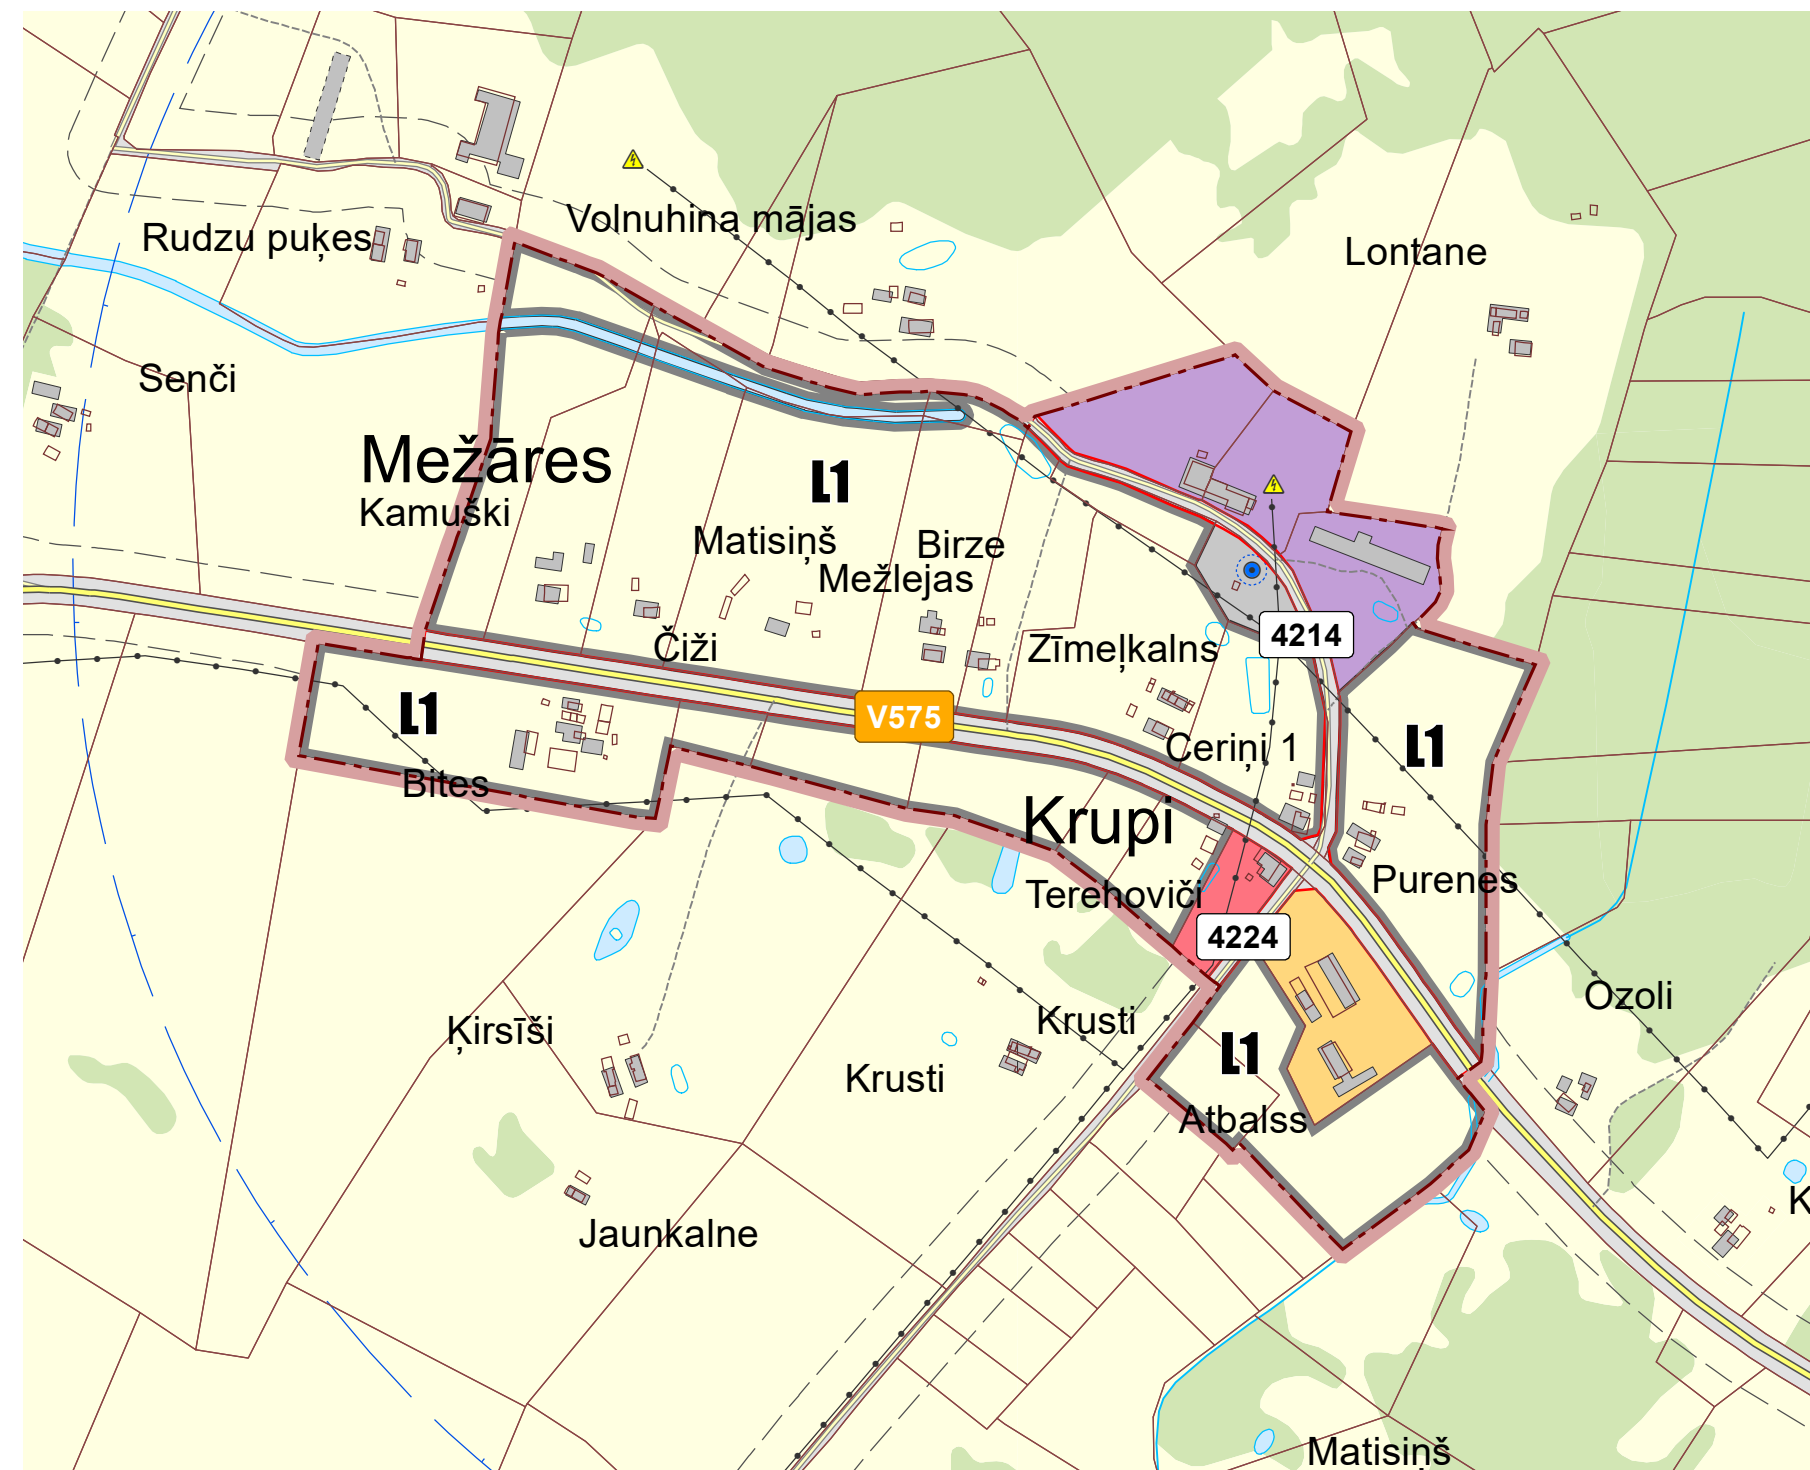 Volnuhina mājas
Rudzu puķes
Lontane
Senči
Mežāres
L1
Kamuški
Matisiņš
Birze
Mežlejas
4214
Čiži
Zīmeļkalns
L1
V575
Ceriņi 1
L1
Bites
Krupi
Purenes
Terehoviči
4224
Ozoli
Krusti
Ķirsīši
L1
Krusti
Atbalss
K
Jaunkalne
Matisiņš